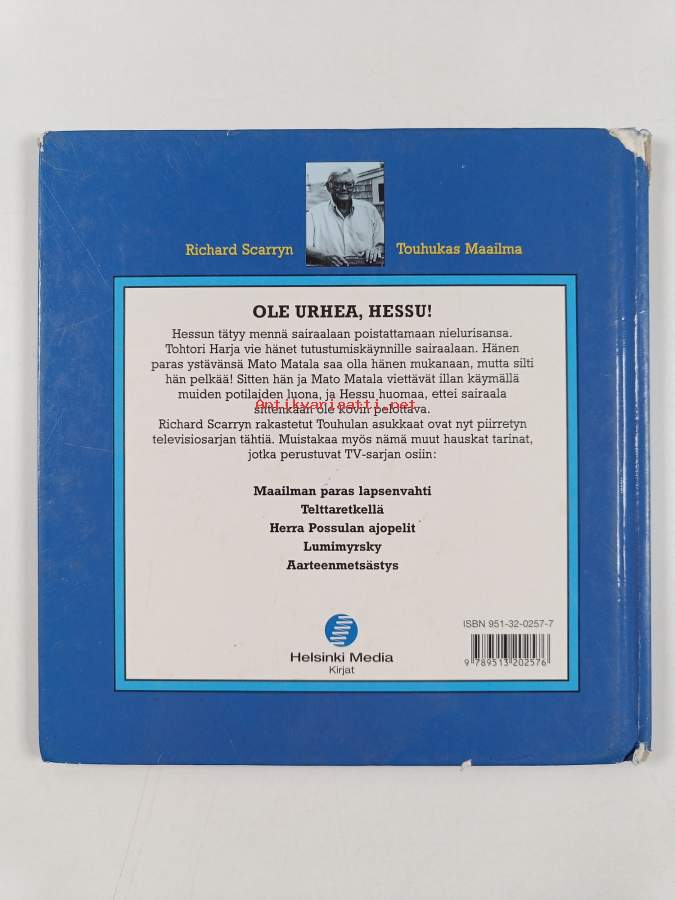 Richard Scarryn Touhukas Maailma
OLE URHEA, HESSU!
Hessun tätyy mennä sairaalaan poistattamaan nielurisansa.
Tohtori Harja vie hänet tutustumiskäynnille sairaalaan. Hänen
paras ystävänsä Mato Matala saa olla hänen mukanaan, mutta silti
hän pelkää! Sitten hän ja Mato Matala viettävät illan käymällä
muiden potilaiden luona, ja Hessu huomaa, ettei sairaala
Antikvariaatti.net
sittenkään ole kovin pelottava.
Richard Scarryn rakastetut Touhulan asukkaat ovat nyt piirretyn
televisiosarjan tähtiä. Muistakaa myös nämä muut hauskat tarinat,
jotka perustuvat TV-sarjan osiin:
Maailman paras lapsenvahti
Telttaretkellä
Herra Possulan ajopelit
Lumimyrsky
Aarteenmetsästys
Helsinki Media
Kirjat
ISBN 951-32-0257-7
9 789513 202576